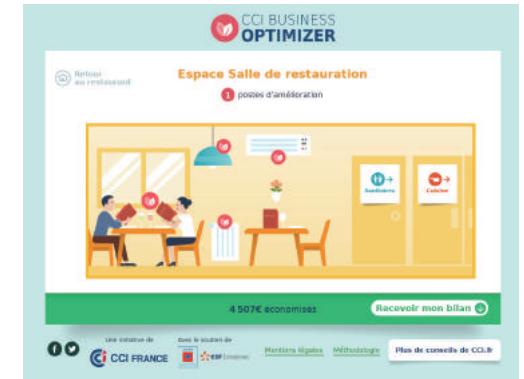 CCI BUSINESS
OPTIMIZER
Retour
au restaurant
Espace Salle de restauration
1 postes d'amélioration
Sanitaires
Cuisine
4 507€ économisés
Recevoir mon bilan
Une initiative de
Avec le soutien de
CCI FRANCE
EDF
Mentions légales
Méthodologie
Plus de conseils de CCI.fr